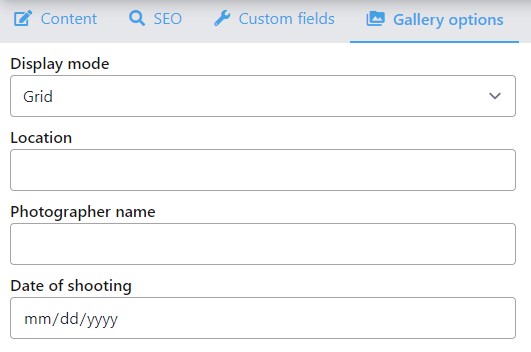 Content SEO Custom fields Gallery options
Display mode
Grid
Location
Photographer name
Date of shooting
mm/dd/yyyy